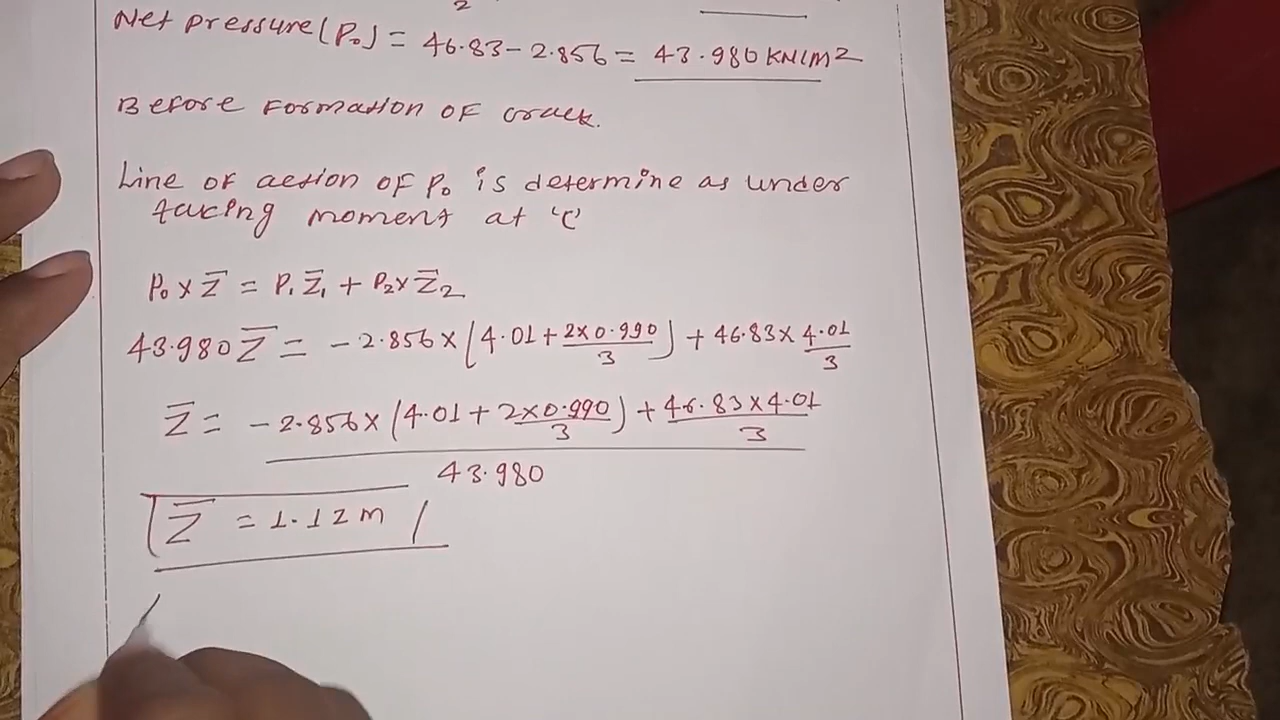 2
Net pressure (P₀) = 46.83 - 2.856 = 43.980 KN/M²
Before Formation OF crack.
Line OF action OF P₀ is determine as under
taking moment at 'C'
P₀ x Z̅ = P₁ Z̅₁ + P₂ x Z̅₂
43.980 Z̅ = -2.856 x (4.01 + 2x0.990/3) + 46.83 x 4.01/3
Z̅ = -2.856 x (4.01 + 2x0.990/3) + 46.83 x 4.01/3
43.980
Z̅ = 1.12 m